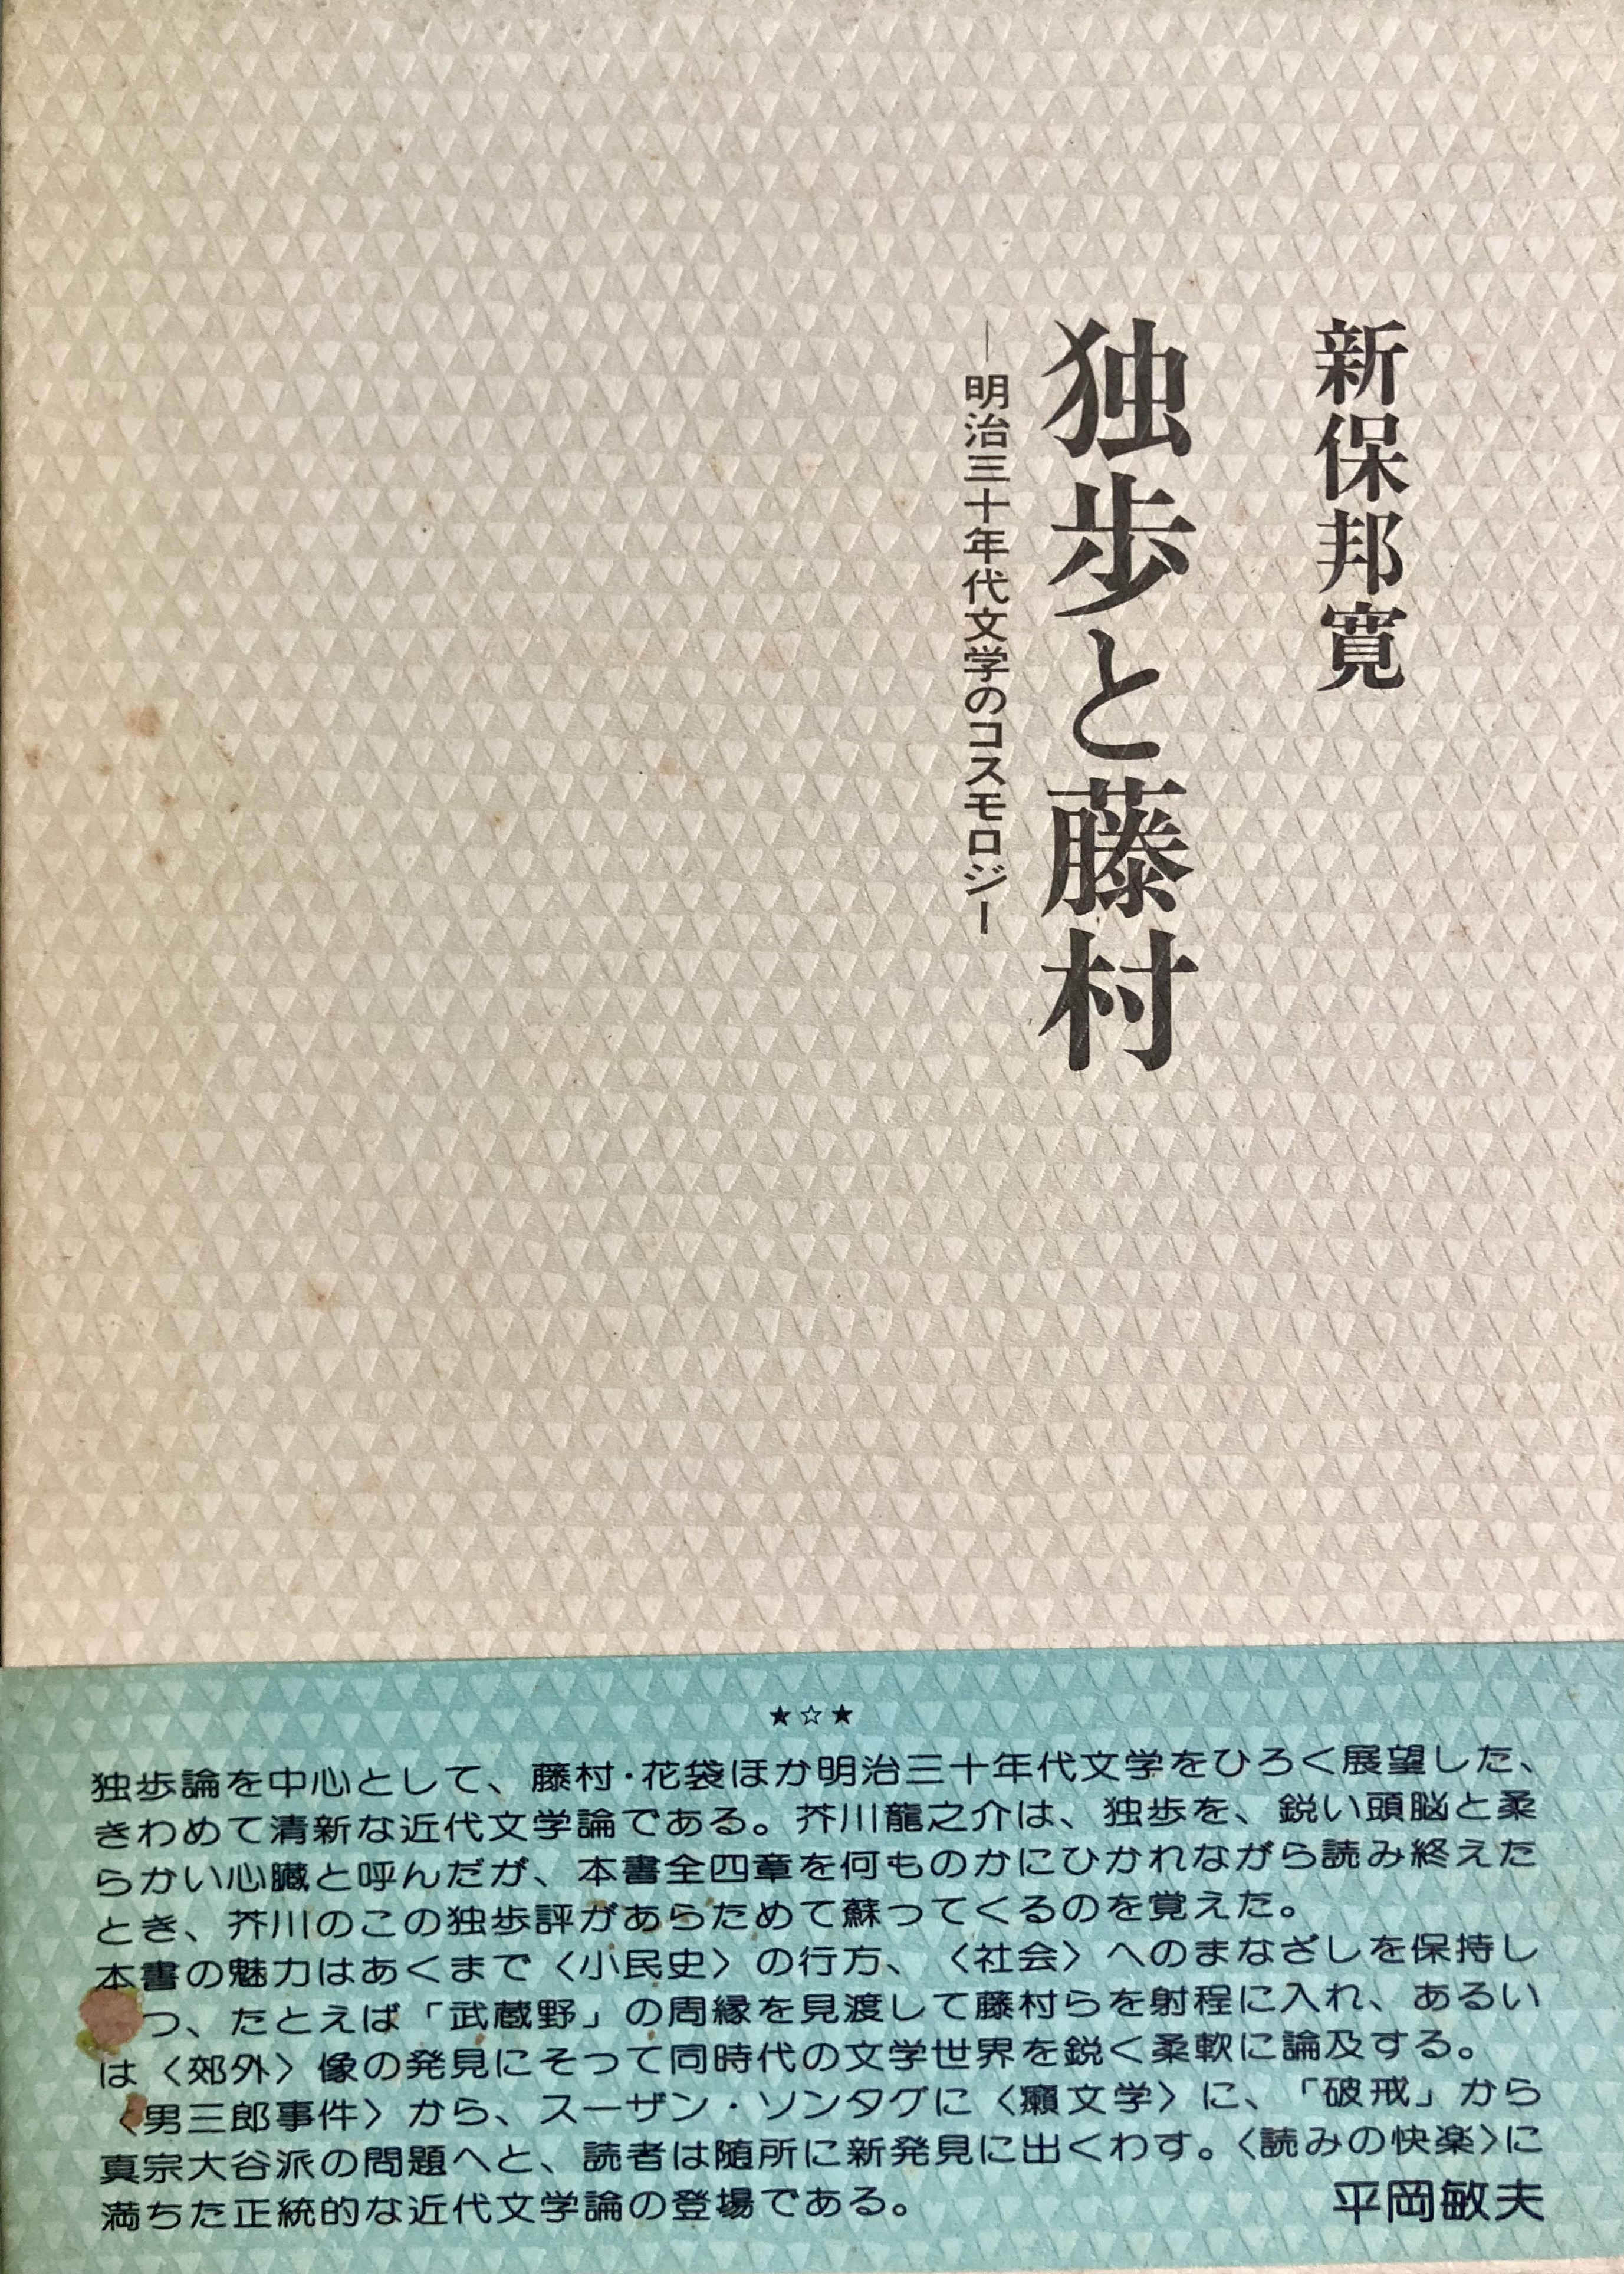 新保邦寛
独歩と藤村
―明治三十年代文学のコスモロジー
★☆★
独歩論を中心として、藤村・花袋ほか明治三十年代文学をひろく展望した、
きわめて清新な近代文学論である。芥川龍之介は、独歩を、鋭い頭脳と柔
らかい心臓と呼んだが、本書全四章を何ものかにひかれながら読み終えた
とき、芥川のこの独歩評があらためて蘇ってくるのを覚えた。
本書の魅力はあくまで〈小民史〉の行方、〈社会〉へのまなざしを保持し
つ、たとえば「武蔵野」の周縁を見渡して藤村らを射程に入れ、あるい
は〈郊外〉像の発見にそって同時代の文学世界を鋭く柔軟に論及する。
〈男三郎事件〉から、スーザン・ソンタグに〈癩文学〉に、「破戒」から
真宗大谷派の問題へと、読者は随所に新発見に出くわす。〈読みの快楽〉に
満ちた正統的な近代文学論の登場である。
平岡敏夫